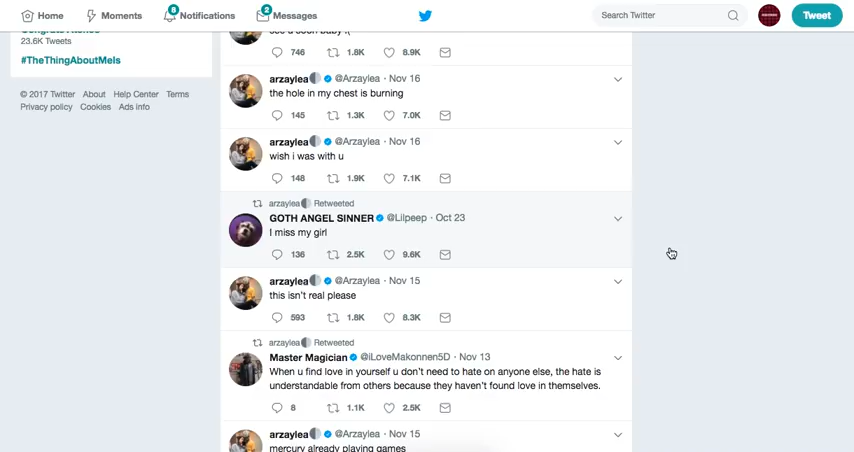 Home Moments 8 Notifications 2 Messages Search Twitter Tweet
23.6K Tweets
#TheThingAboutMels
© 2017 Twitter About Help Center Terms
Privacy policy Cookies Ads info
746 1.8K 8.9K
arzaylea @Arzaylea · Nov 16
the hole in my chest is burning
145 1.3K 7.0K
arzaylea @Arzaylea · Nov 16
wish i was with u
148 1.9K 7.1K
arzaylea Retweeted
GOTH ANGEL SINNER @Lilpeep · Oct 23
I miss my girl
136 2.5K 9.6K
arzaylea @Arzaylea · Nov 15
this isn't real please
593 1.8K 8.3K
arzaylea Retweeted
Master Magician @iLoveMakonnen5D · Nov 13
When u find love in yourself u don't need to hate on anyone else, the hate is
understandable from others because they haven't found love in themselves.
8 1.1K 2.5K
arzaylea @Arzaylea · Nov 15
mercury already playing games